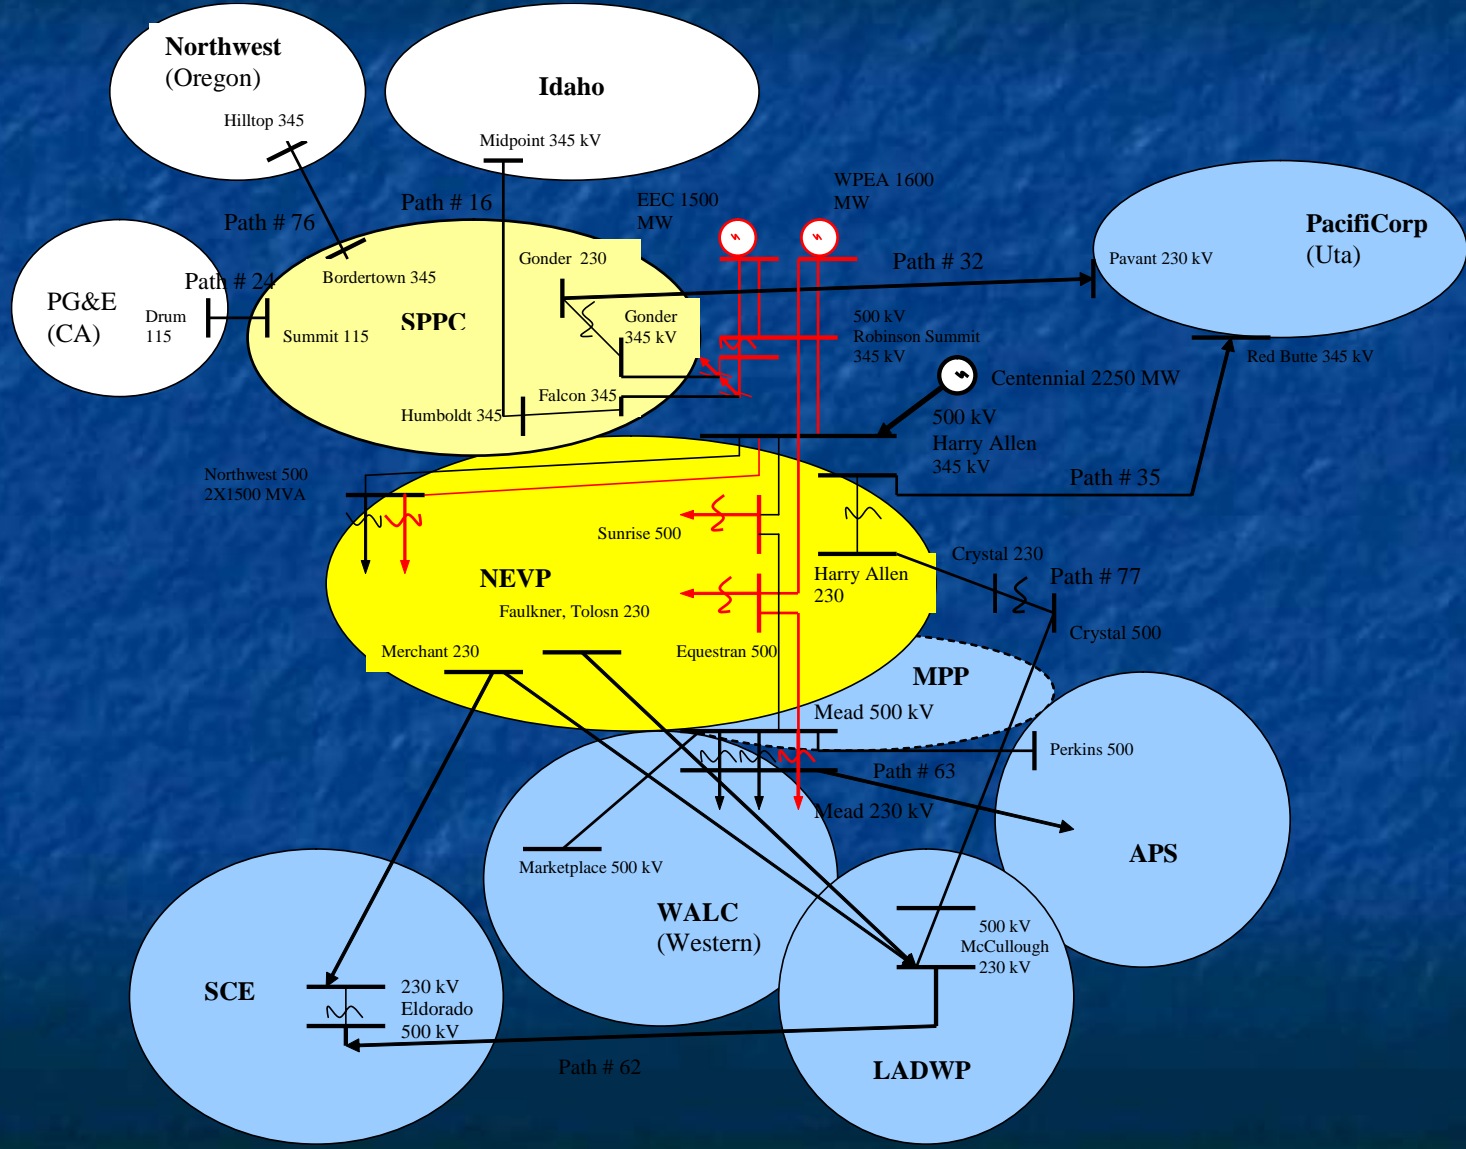 Northwest
(Oregon)
Hilltop 345
Idaho
Midpoint 345 kV
Path # 16
Path # 76
EEC 1500
MW
WPEA 1600
MW
PacifiCorp
(Uta)
Pavant 230 kV
Path # 32
Gonder 230
Bordertown 345
Path # 24
PG&E
(CA)
Drum
115
Summit 115
SPPC
Gonder
345 kV
500 kV
Robinson Summit
345 kV
Red Butte 345 kV
Centennial 2250 MW
Falcon 345
Humboldt 345
500 kV
Harry Allen
345 kV
Path # 35
Northwest 500
2X1500 MVA
Sunrise 500
NEVP
Harry Allen
230
Crystal 230
Path # 77
Crystal 500
Faulkner, Tolosn 230
Merchant 230
Equestran 500
MPP
Mead 500 kV
Perkins 500
Path # 63
Mead 230 kV
APS
Marketplace 500 kV
WALC
(Western)
500 kV
McCullough
230 kV
SCE
230 kV
Eldorado
500 kV
Path # 62
LADWP